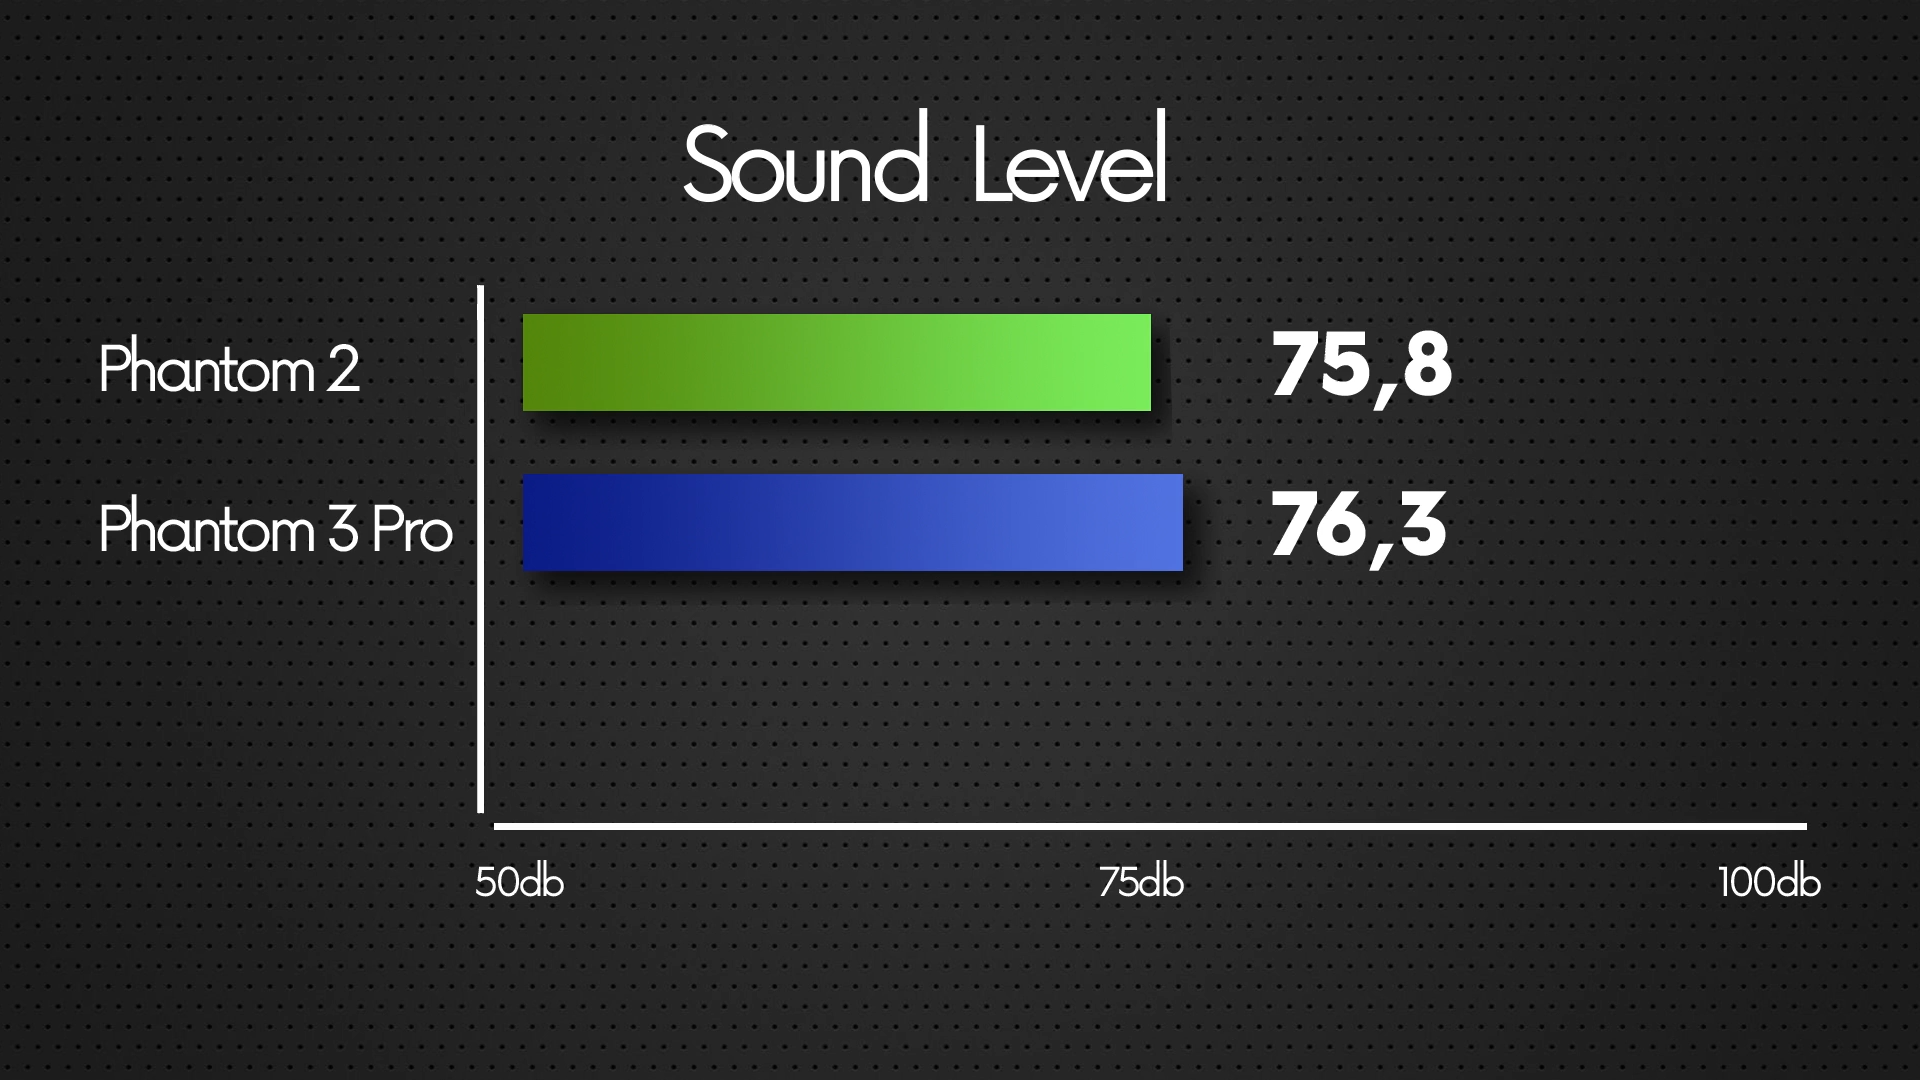 Sound Level
Phantom 2
75,8
Phantom 3 Pro
76,3
50db
75db
100db